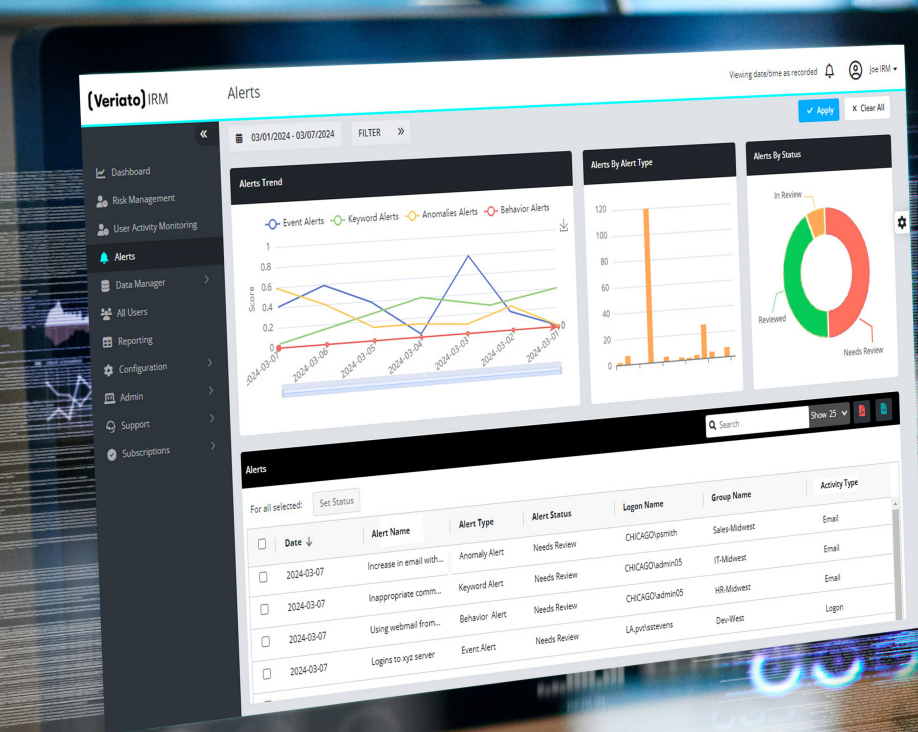 (Veriato) IRM
Alerts
Viewing date/time as recorded
Joe IRM
«
03/01/2024 - 03/07/2024
FILTER »
✓ Apply
× Clear All
Dashboard
Risk Management
User Activity Monitoring
Alerts
Data Manager
All Users
Reporting
Configuration
Admin
Support
Subscriptions
Alerts Trend
Event Alerts
Keyword Alerts
Anomalies Alerts
Behavior Alerts
Score
1
0.8
0.6
0.4
0.2
0
0
2024-03-07
2024-03-06
2024-03-05
2024-03-04
2024-03-03
2024-03-02
2024-03-01
Alerts By Alert Type
120
100
80
60
40
20
0
Alerts By Status
In Review
Reviewed
Needs Review
Search
Show 25
Alerts
For all selected:
Set Status
Date ↓ Alert Name Alert Type Alert Status Logon Name Group Name Activity Type
2024-03-07 Increase in email with... Anomaly Alert Needs Review CHICAGO\psmith Sales-Midwest Email
2024-03-07 Inappropriate comm... Keyword Alert Needs Review CHICAGO\admin05 IT-Midwest Email
2024-03-07 Using webmail from... Behavior Alert Needs Review CHICAGO\admin05 HR-Midwest Email
2024-03-07 Logins to xyz server Event Alert Needs Review LA.pvt\sstevens Dev-West Logon